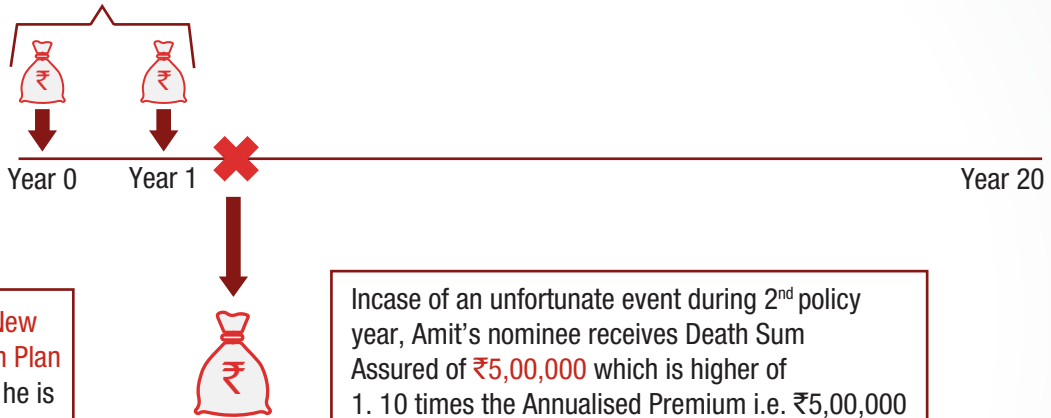 ₹
₹
Year 0
Year 1
Year 20
New
Plan
he is
₹
Incase of an unfortunate event during 2nd policy
year, Amit's nominee receives Death Sum
Assured of ₹5,00,000 which is higher of
1. 10 times the Annualised Premium i.e. ₹5,00,000